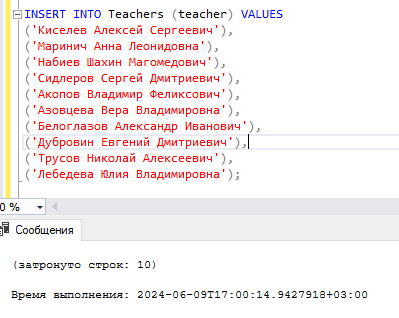 INSERT INTO Teachers (teacher) VALUES
('Киселев Алексей Сергеевич'),
('Маринич Анна Леонидовна'),
('Набиев Шахин Магомедович'),
('Сидлеров Сергей Дмитриевич'),
('Акопов Владимир Феликсович'),
('Азовцева Вера Владимировна'),
('Белоглазов Александр Иванович'),
('Дубровин Евгений Дмитриевич'),
('Трусов Николай Алексеевич'),
('Лебедева Юлия Владимировна');
0 %
Сообщения
(затронуто строк: 10)
Время выполнения: 2024-06-09T17:00:14.9427918+03:00